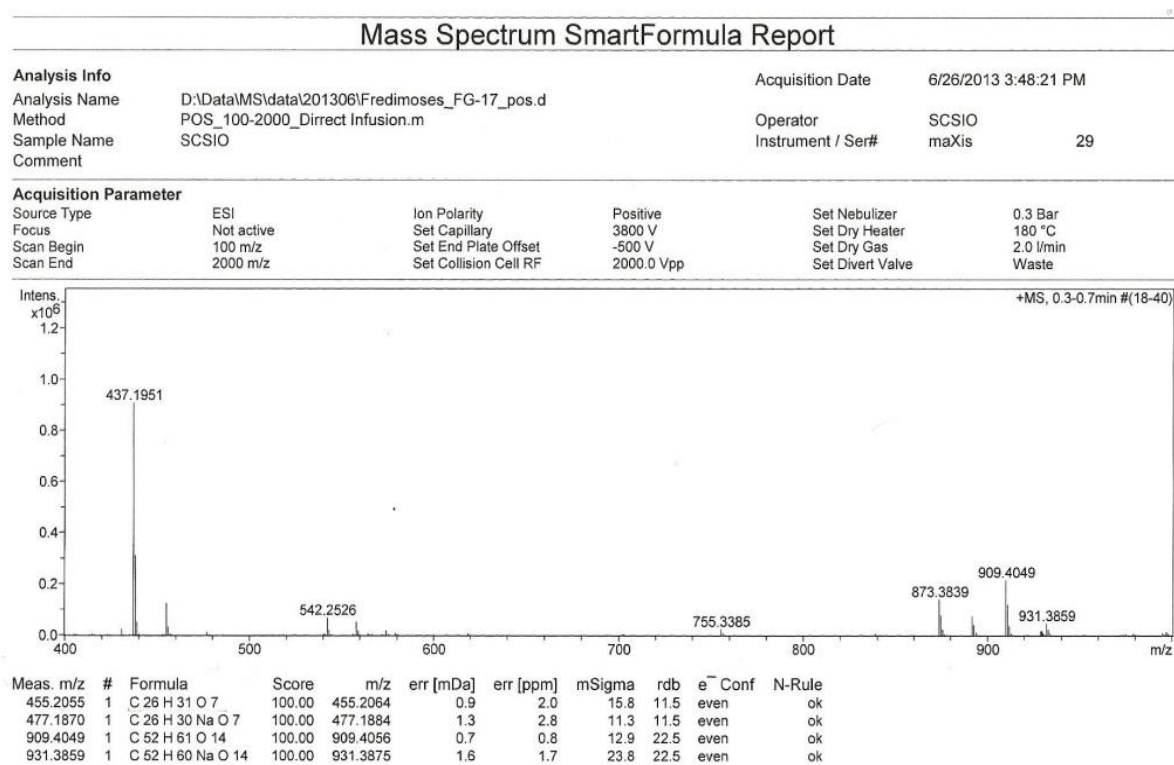 Mass Spectrum SmartFormula Report
Analysis Info
Acquisition Date 6/26/2013 3:48:21 PM
Analysis Name D:\Data\MS\data\201306\Fredimoses_FG-17_pos.d
Method POS_100-2000_Dirrect Infusion.m
Operator SCSIO
Sample Name SCSIO
Instrument / Ser# maXis 29
Comment
Acquisition Parameter
Source Type ESI Ion Polarity Positive Set Nebulizer 0.3 Bar
Focus Not active Set Capillary 3800 V Set Dry Heater 180 °C
Scan Begin 100 m/z Set End Plate Offset -500 V Set Dry Gas 2.0 l/min
Scan End 2000 m/z Set Collision Cell RF 2000.0 Vpp Set Divert Valve Waste
Intens.
x10^6
+MS, 0.3-0.7min #(18-40)
1.2
1.0
437.1951
0.8
0.6
0.4
909.4049
0.2
873.3839
542.2526
931.3859
755.3385
0.0
400 500 600 700 800 900 m/z
Meas. m/z # Formula Score m/z err [mDa] err [ppm] mSigma rdb e⁻ Conf N-Rule
455.2055 1 C 26 H 31 O 7 100.00 455.2064 0.9 2.0 15.8 11.5 even ok
477.1870 1 C 26 H 30 Na O 7 100.00 477.1884 1.3 2.8 11.3 11.5 even ok
909.4049 1 C 52 H 61 O 14 100.00 909.4056 0.7 0.8 12.9 22.5 even ok
931.3859 1 C 52 H 60 Na O 14 100.00 931.3875 1.6 1.7 23.8 22.5 even ok